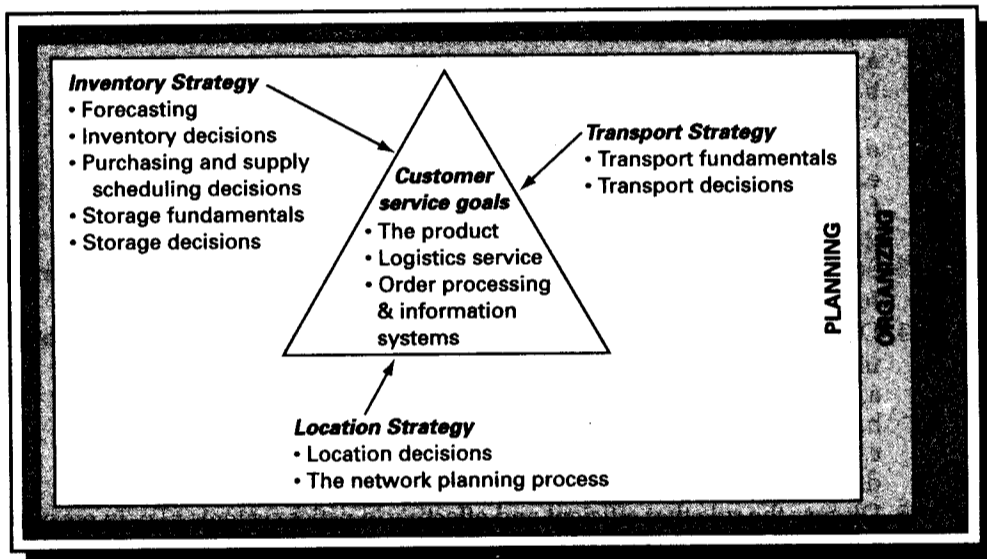 Inventory Strategy
• Forecasting
• Inventory decisions
• Purchasing and supply
scheduling decisions
• Storage fundamentals
• Storage decisions
Customer
service goals
• The product
• Logistics service
• Order processing
& information
systems
Transport Strategy
• Transport fundamentals
• Transport decisions
Location Strategy
• Location decisions
• The network planning process
PLANNING
ORGANIZING